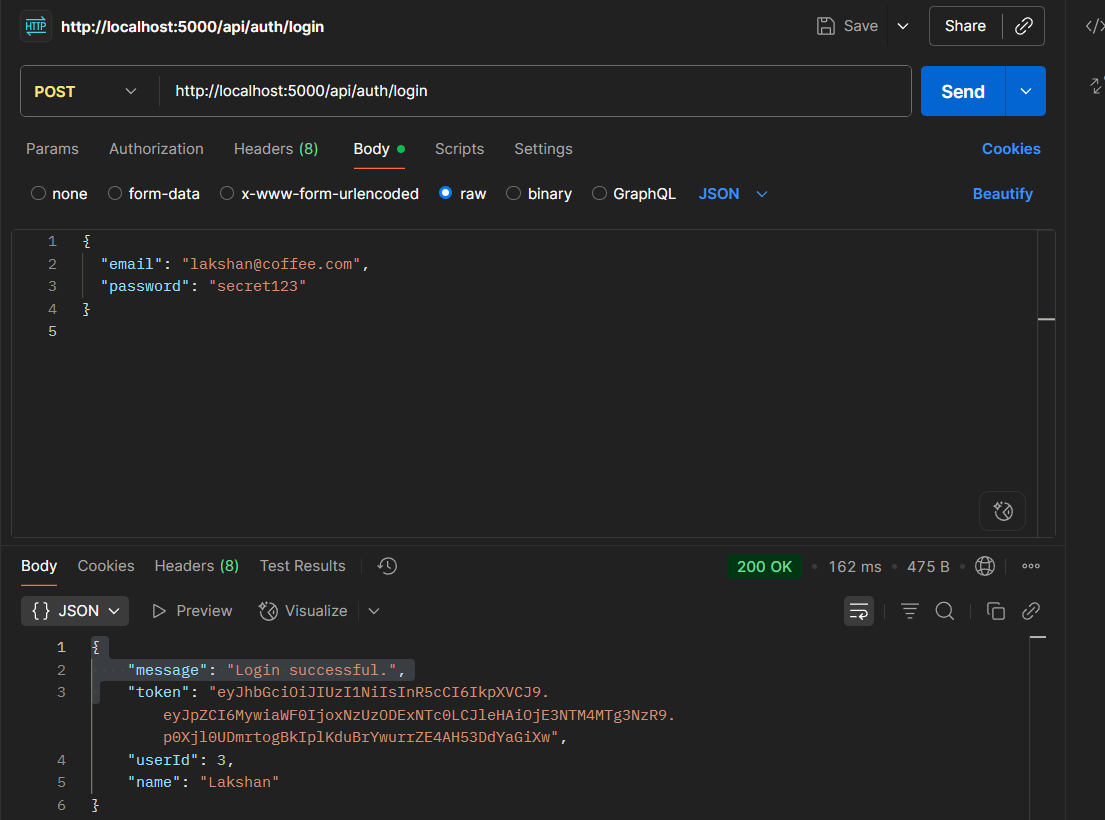 HTTP http://localhost:5000/api/auth/login Save Share
POST http://localhost:5000/api/auth/login Send
Params Authorization Headers (8) Body Scripts Settings Cookies
none form-data x-www-form-urlencoded raw binary GraphQL JSON Beautify
1 {
2 "email": "lakshan@coffee.com",
3 "password": "secret123"
4 }
5
Body Cookies Headers (8) Test Results 200 OK • 162 ms • 475 B •
{} JSON Preview Visualize
1 {
2 "message": "Login successful.",
3 "token": "eyJhbGciOiJIUzI1NiIsInR5cCI6IkpXVCJ9.
eyJpZCI6MywiaWF0IjoxNzUzODExNTc0LCJleHAiOjE3NTM4MTg3NzR9.
p0Xjl0UDmrtogBkIplKduBrYwurrZE4AH53DdYaGiXw",
4 "userId": 3,
5 "name": "Lakshan"
6 }